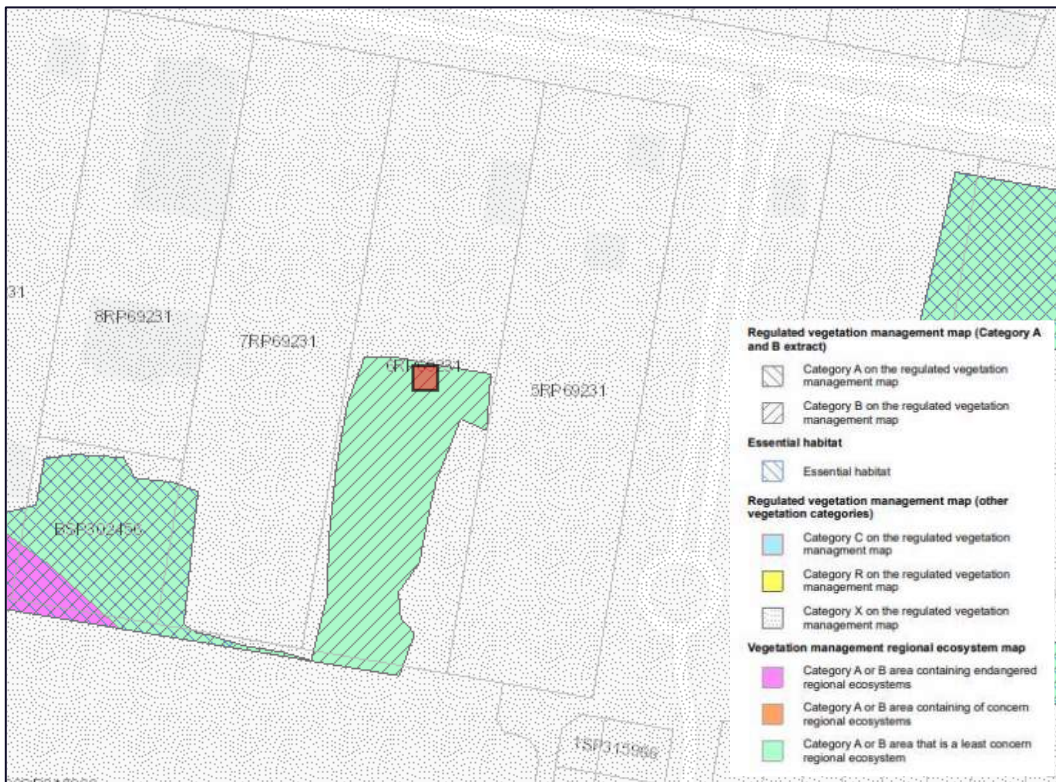 31
8RP69231
7RP69231
5RP69231
BSP302456
1SP315966
Regulated vegetation management map (Category A
and B extract)
Category A on the regulated vegetation
management map
Category B on the regulated vegetation
management map
Essential habitat
Essential habitat
Regulated vegetation management map (other
vegetation categories)
Category C on the regulated vegetation
managment map
Category R on the regulated vegetation
management map
Category X on the regulated vegetation
management map
Vegetation management regional ecosystem map
Category A or B area containing endangered
regional ecosystems
Category A or B area containing of concern
regional ecosystems
Category A or B area that is a least concern
regional ecosystem